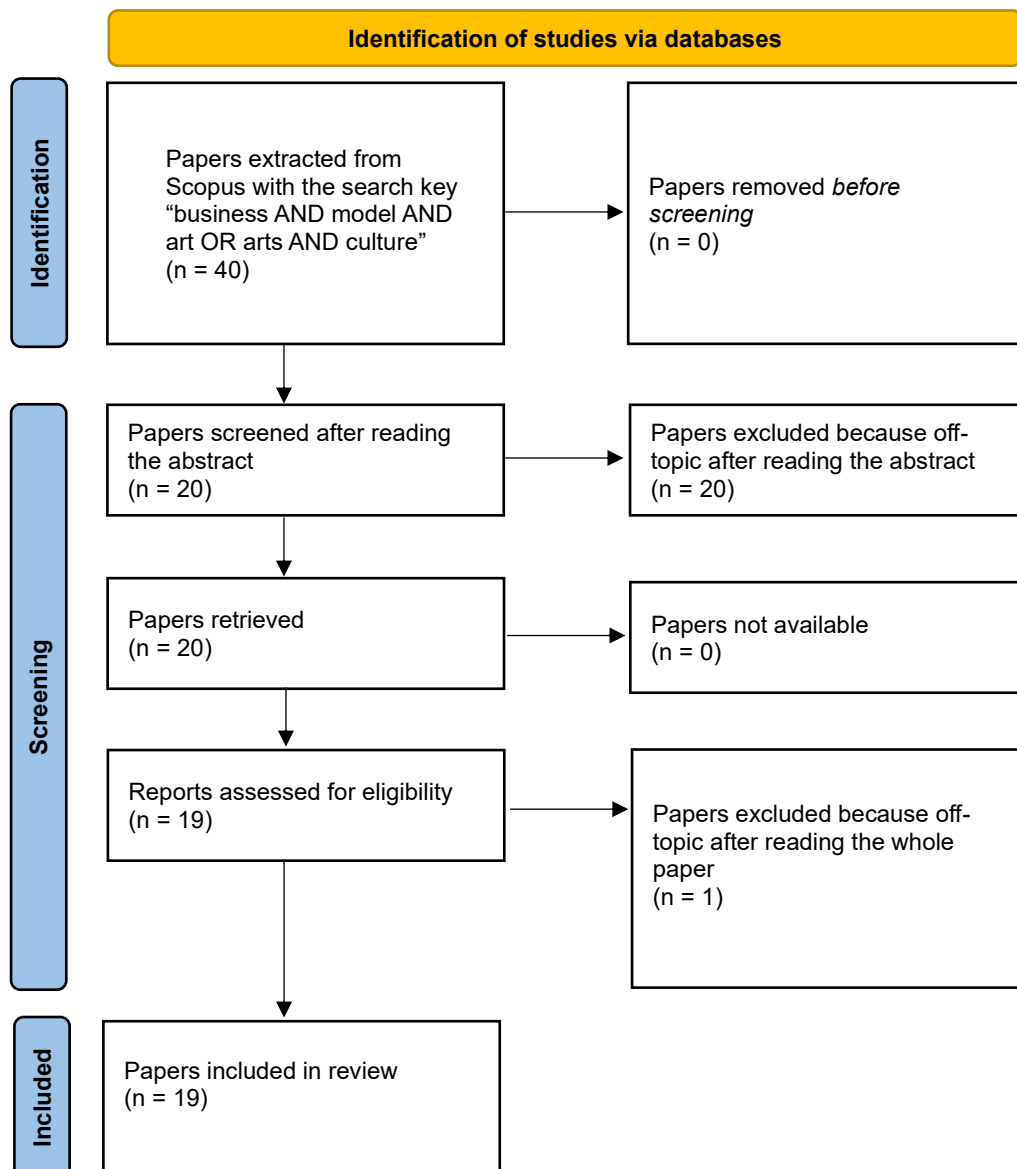 Identification of studies via databases
Identification
Papers extracted from
Scopus with the search key
“business AND model AND
art OR arts AND culture”
(n = 40)
Papers removed before
screening
(n = 0)
Screening
Papers screened after reading
the abstract
(n = 20)
Papers excluded because off-
topic after reading the abstract
(n = 20)
Papers retrieved
(n = 20)
Papers not available
(n = 0)
Reports assessed for eligibility
(n = 19)
Papers excluded because off-
topic after reading the whole
paper
(n = 1)
Included
Papers included in review
(n = 19)